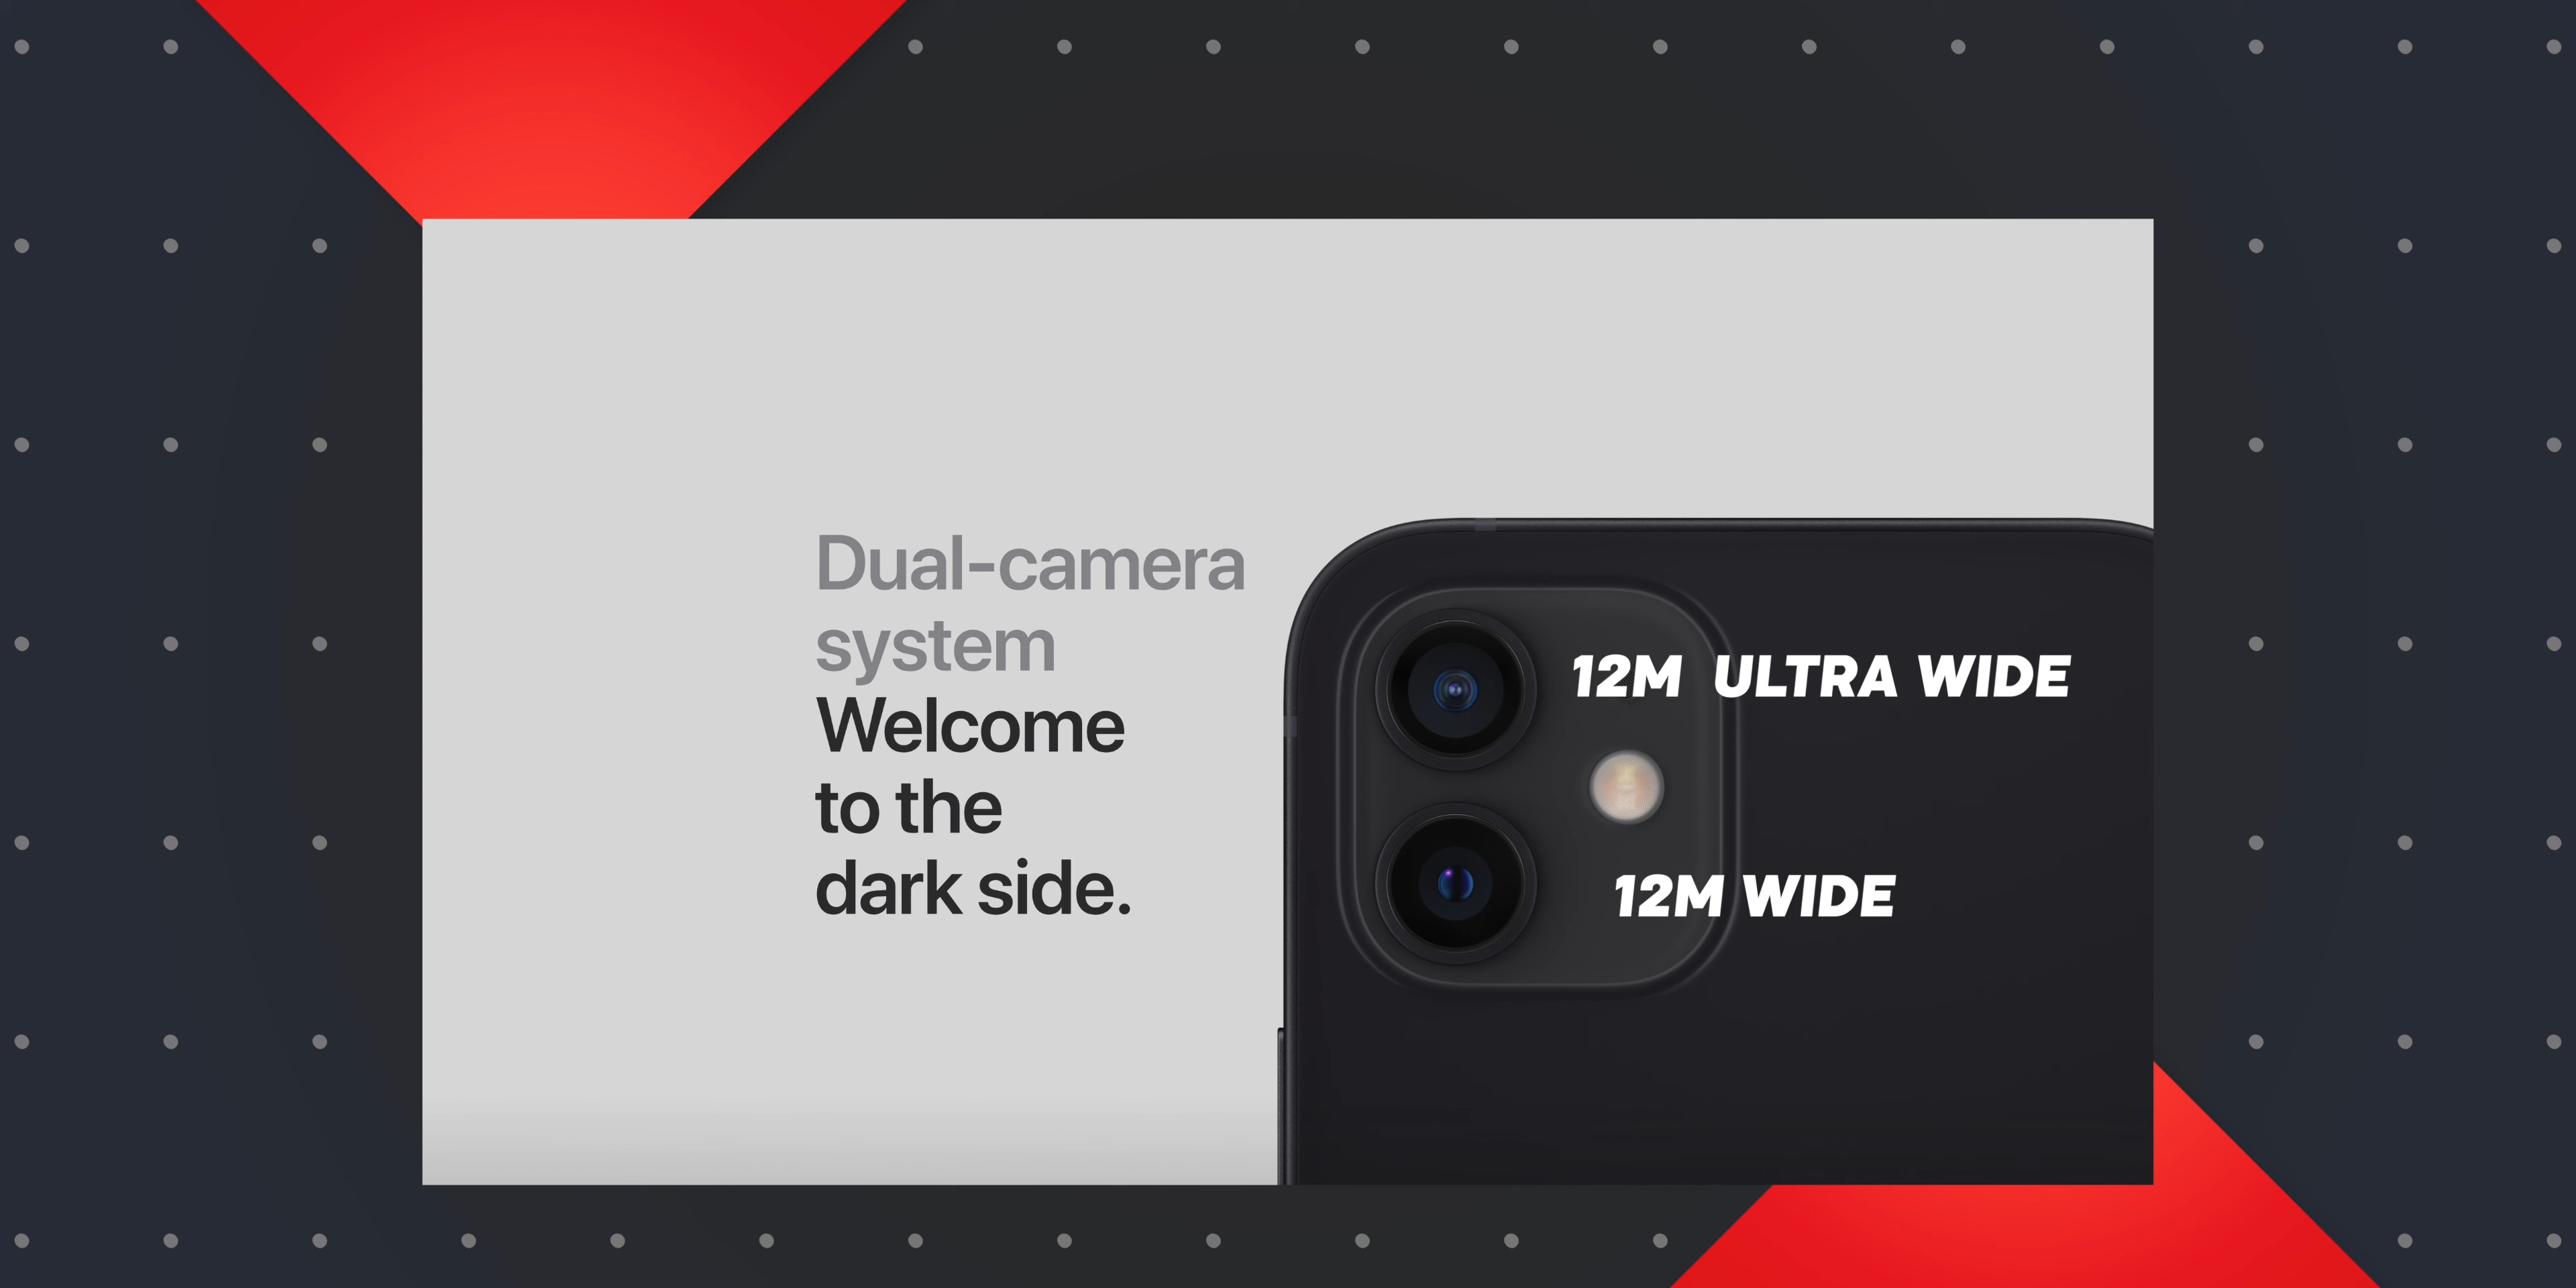 Dual-camera
system
Welcome
to the
dark side.
12M ULTRA WIDE
12M WIDE